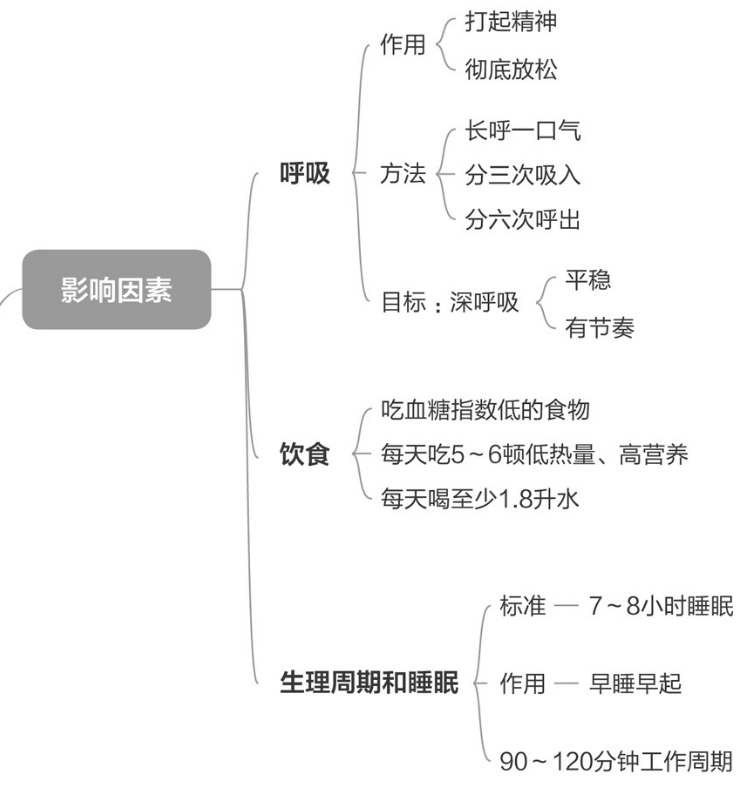 影响因素
呼吸
作用
打起精神
彻底放松
方法
长呼一口气
分三次吸入
分六次呼出
目标：深呼吸
平稳
有节奏
饮食
吃血糖指数低的食物
每天吃5~6顿低热量、高营养
每天喝至少1.8升水
生理周期和睡眠
标准
7~8小时睡眠
作用
早睡早起
90~120分钟工作周期